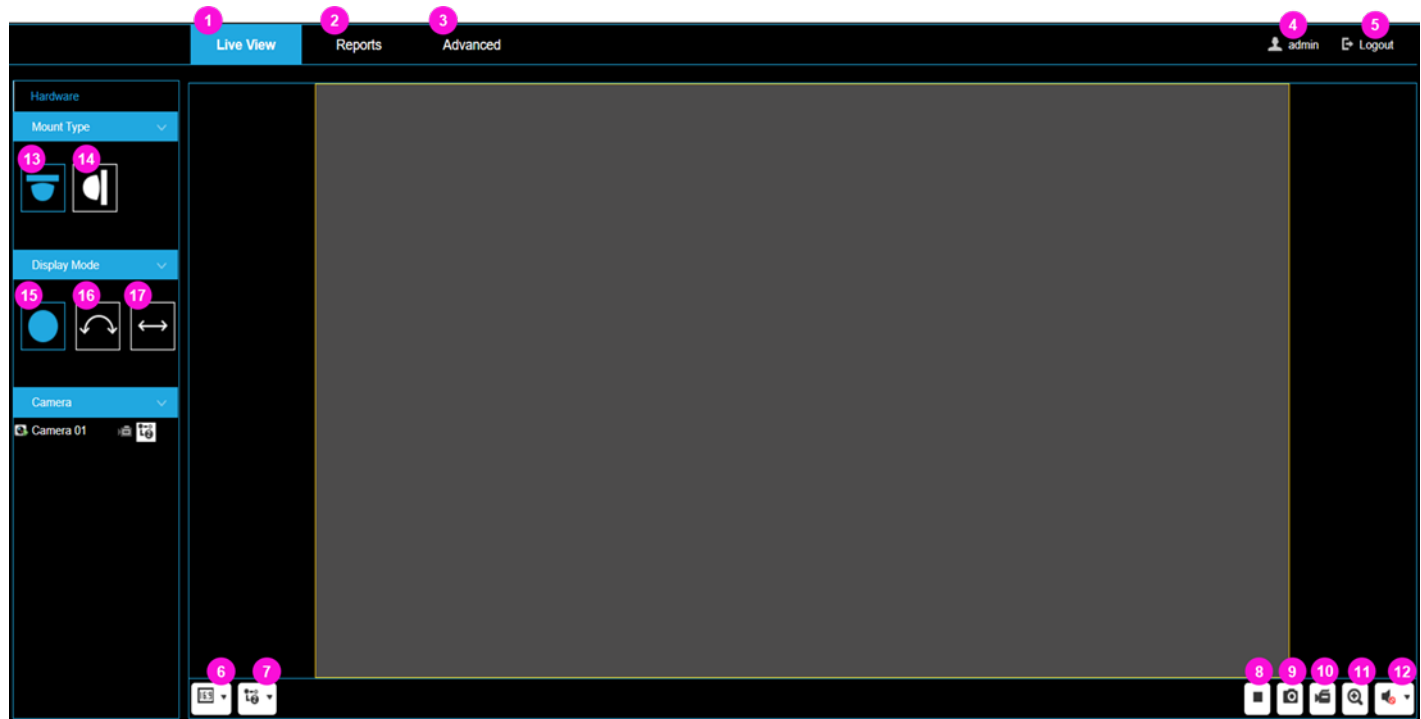 1 2 3 4 5
Live View Reports Advanced admin Logout
Hardware
Mount Type
13 14
Display Mode
15 16 17
Camera
Camera 01
6 7 8 9 10 11 12